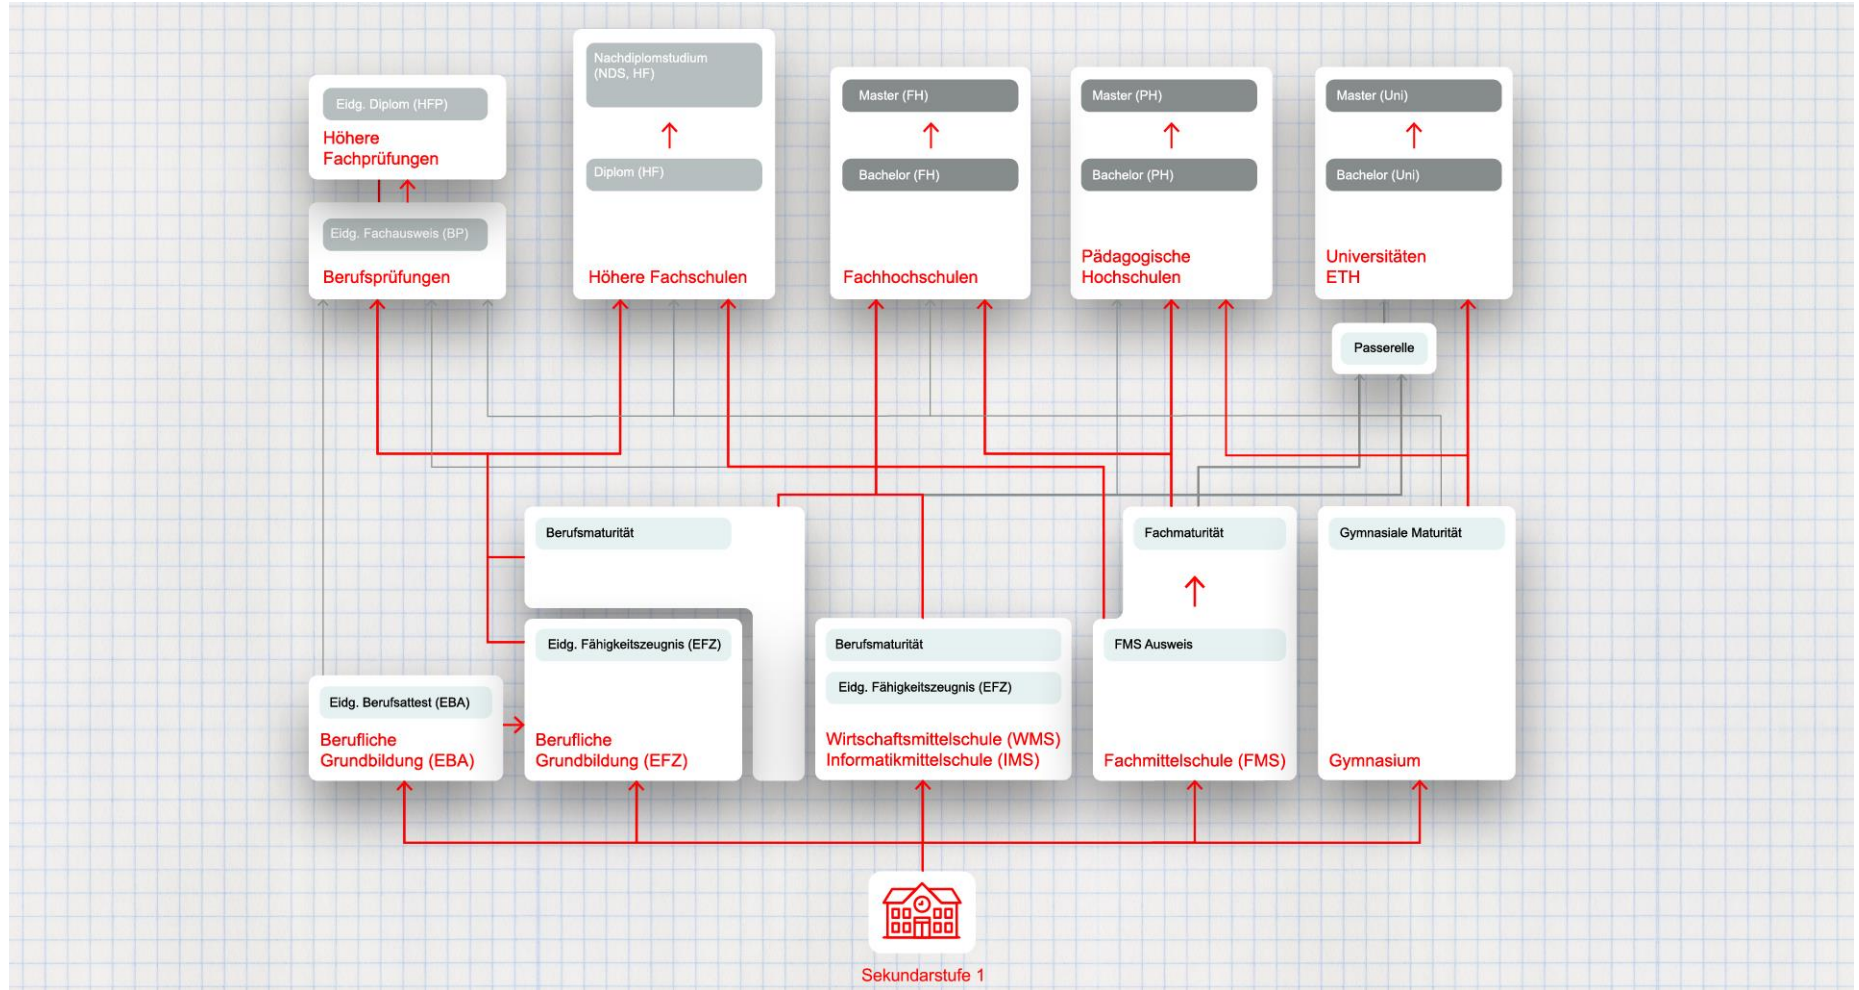 Eidg. Diplom (HFP)
Höhere
Fachprüfungen
Eidg. Fachausweis (BP)
Berufsprüfungen
Nachdiplomstudium
(NDS, HF)
Diplom (HF)
Höhere Fachschulen
Master (FH)
Bachelor (FH)
Fachhochschulen
Master (PH)
Bachelor (PH)
Pädagogische
Hochschulen
Master (Uni)
Bachelor (Uni)
Universitäten
ETH
Passerelle
Eidg. Berufsattest (EBA)
Berufliche
Grundbildung (EBA)
Berufsmaturität
Eidg. Fähigkeitszeugnis (EFZ)
Berufliche
Grundbildung (EFZ)
Berufsmaturität
Eidg. Fähigkeitszeugnis (EFZ)
Wirtschaftsmittelschule (WMS)
Informatikmittelschule (IMS)
Fachmaturität
FMS Ausweis
Fachmittelschule (FMS)
Gymnasiale Maturität
Gymnasium
Sekundarstufe 1